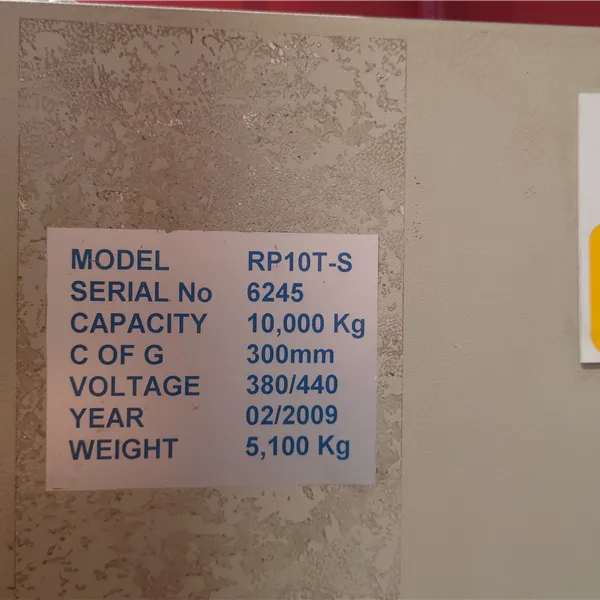 MODEL RP10T-S
SERIAL No 6245
CAPACITY 10,000 Kg
C OF G 300mm
VOLTAGE 380/440
YEAR 02/2009
WEIGHT 5,100 Kg